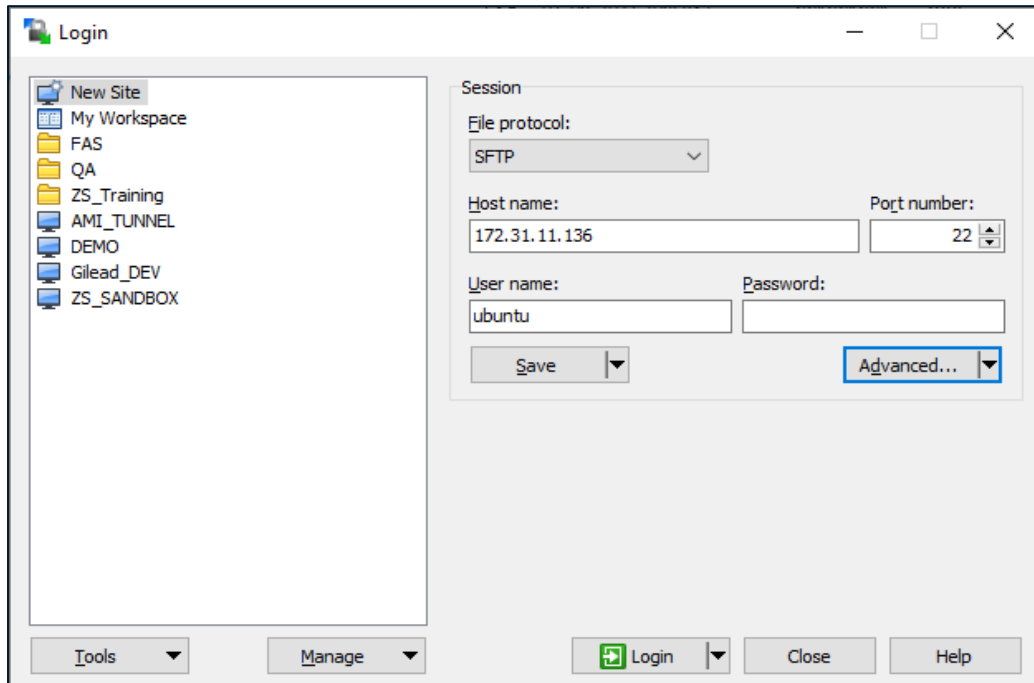 Login
New Site
My Workspace
FAS
QA
ZS_Training
AMI_TUNNEL
DEMO
Gilead_DEV
ZS_SANDBOX
Session
File protocol:
SFTP
Host name: Port number:
172.31.11.136 22
User name: Password:
ubuntu
Save Advanced...
Tools Manage Login Close Help